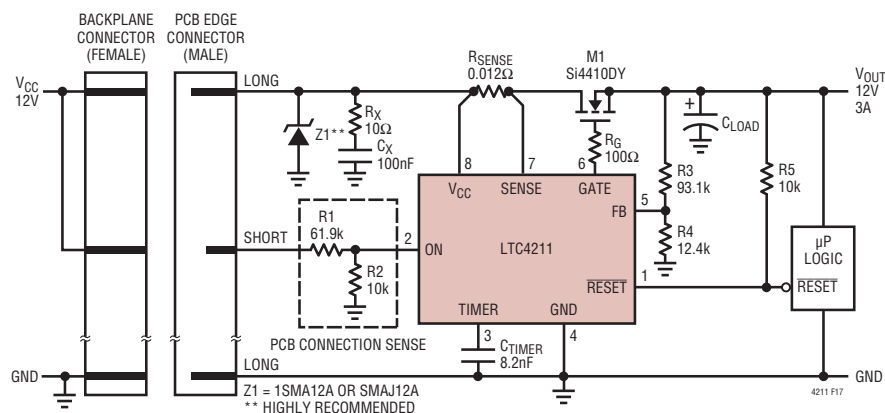 BACKPLANE
CONNECTOR
(FEMALE)
PCB EDGE
CONNECTOR
(MALE)
VCC
12V
LONG
Z1**
RX
10Ω
CX
100nF
RSENSE
0.012Ω
M1
Si4410DY
RG
100Ω
VOUT
12V
3A
+
CLOAD
R3
93.1k
R5
10k
R4
12.4k
8
7
6
VCC
SENSE
GATE
5
FB
SHORT
R1
61.9k
2
ON
LTC4211
R2
10k
1
RESET
µP
LOGIC
RESET
TIMER
GND
PCB CONNECTION SENSE
3
4
CTIMER
8.2nF
LONG
GND
GND
Z1 = 1SMA12A OR SMAJ12A
** HIGHLY RECOMMENDED
4211 F17